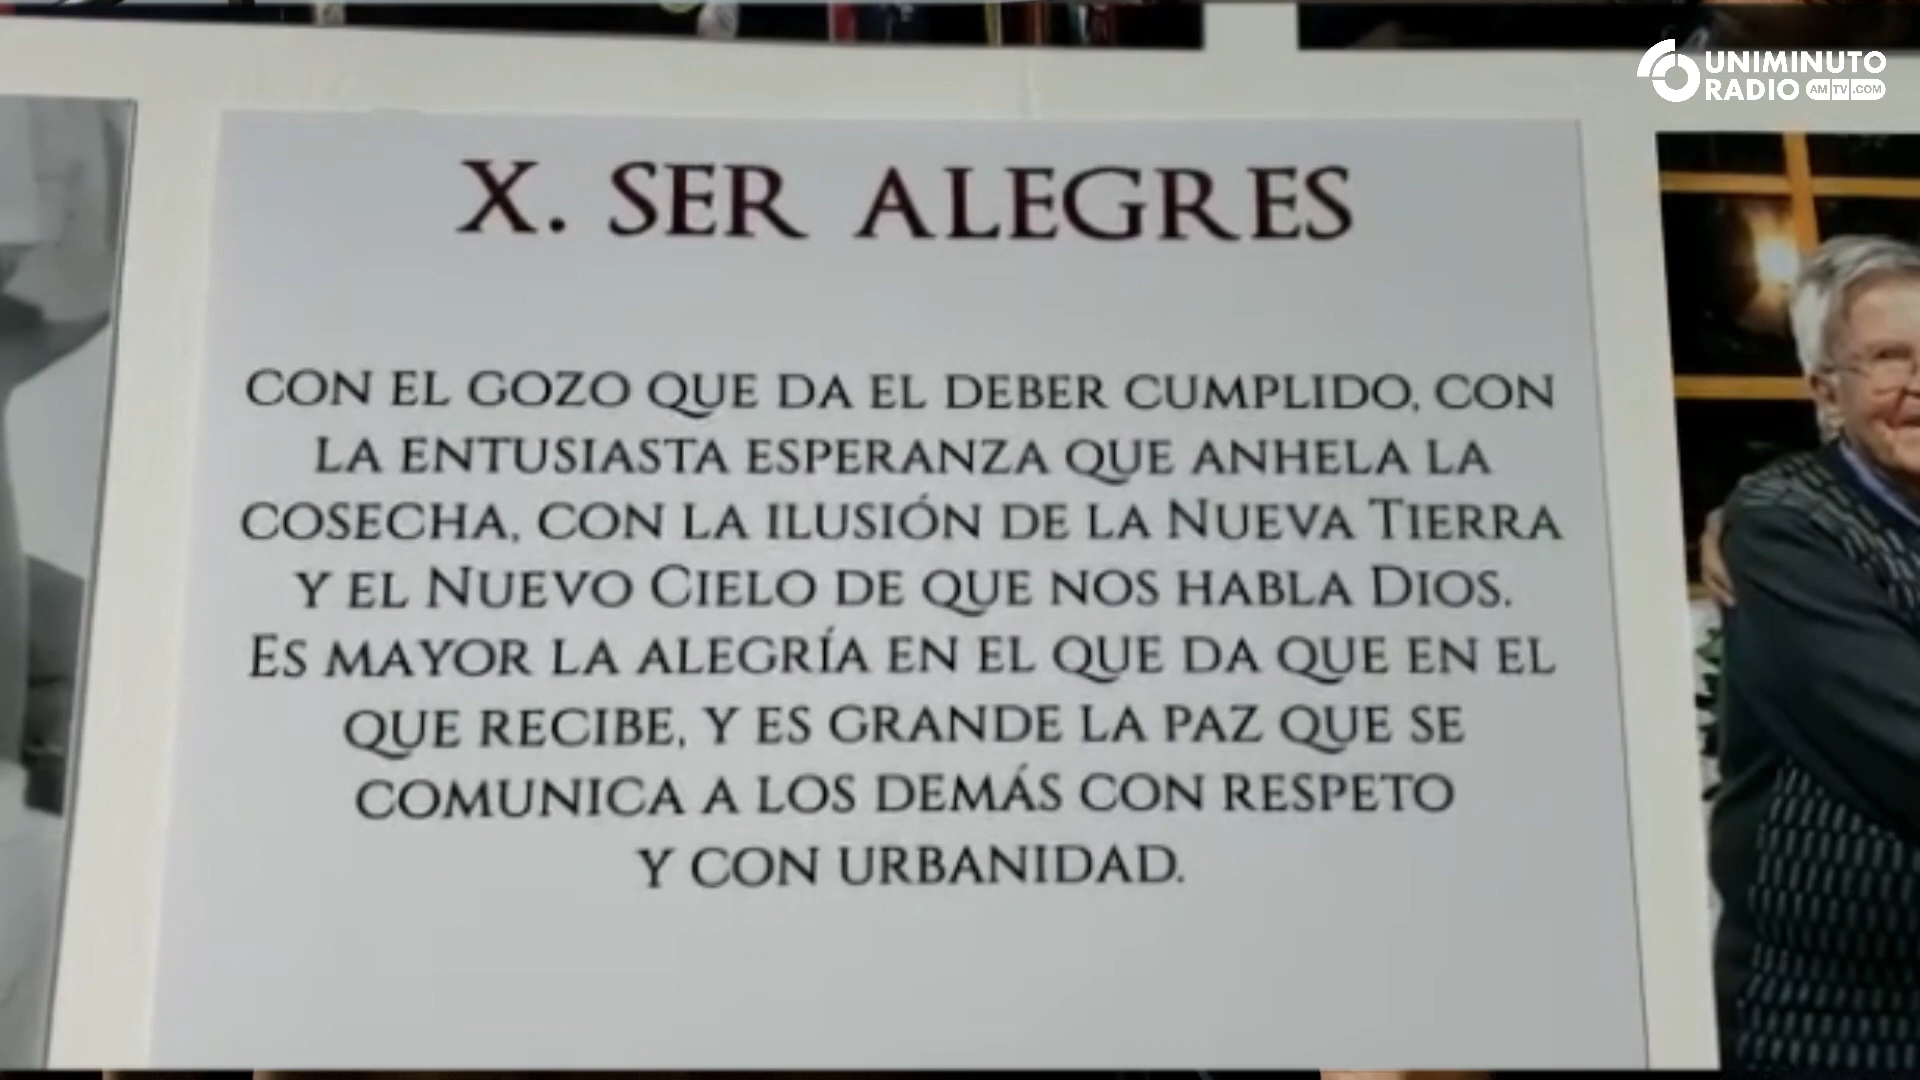 UNIMINUTO
RADIO AM TV .COM
X. SER ALEGRES
CON EL GOZO QUE DA EL DEBER CUMPLIDO, CON
LA ENTUSIASTA ESPERANZA QUE ANHELA LA
COSECHA, CON LA ILUSIÓN DE LA NUEVA TIERRA
Y EL NUEVO CIELO DE QUE NOS HABLA DIOS.
ES MAYOR LA ALEGRÍA EN EL QUE DA QUE EN EL
QUE RECIBE, Y ES GRANDE LA PAZ QUE SE
COMUNICA A LOS DEMÁS CON RESPETO
Y CON URBANIDAD.